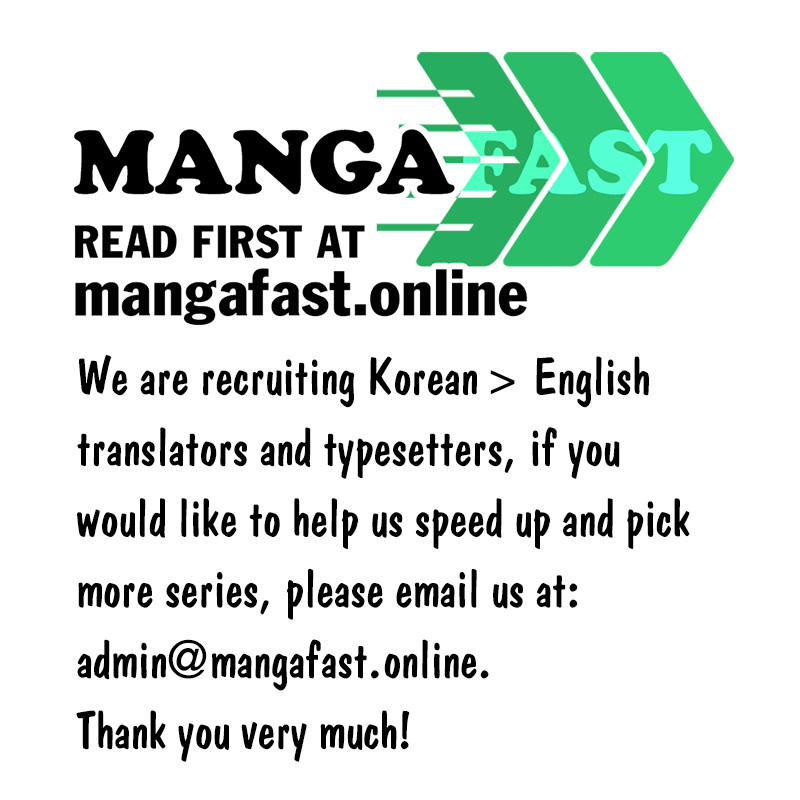 MANGAFAST
READ FIRST AT
mangafast.online
We are recruiting Korean > English
translators and typesetters, if you
would like to help us speed up and pick
more series, please email us at:
admin@mangafast.online.
Thank you very much!